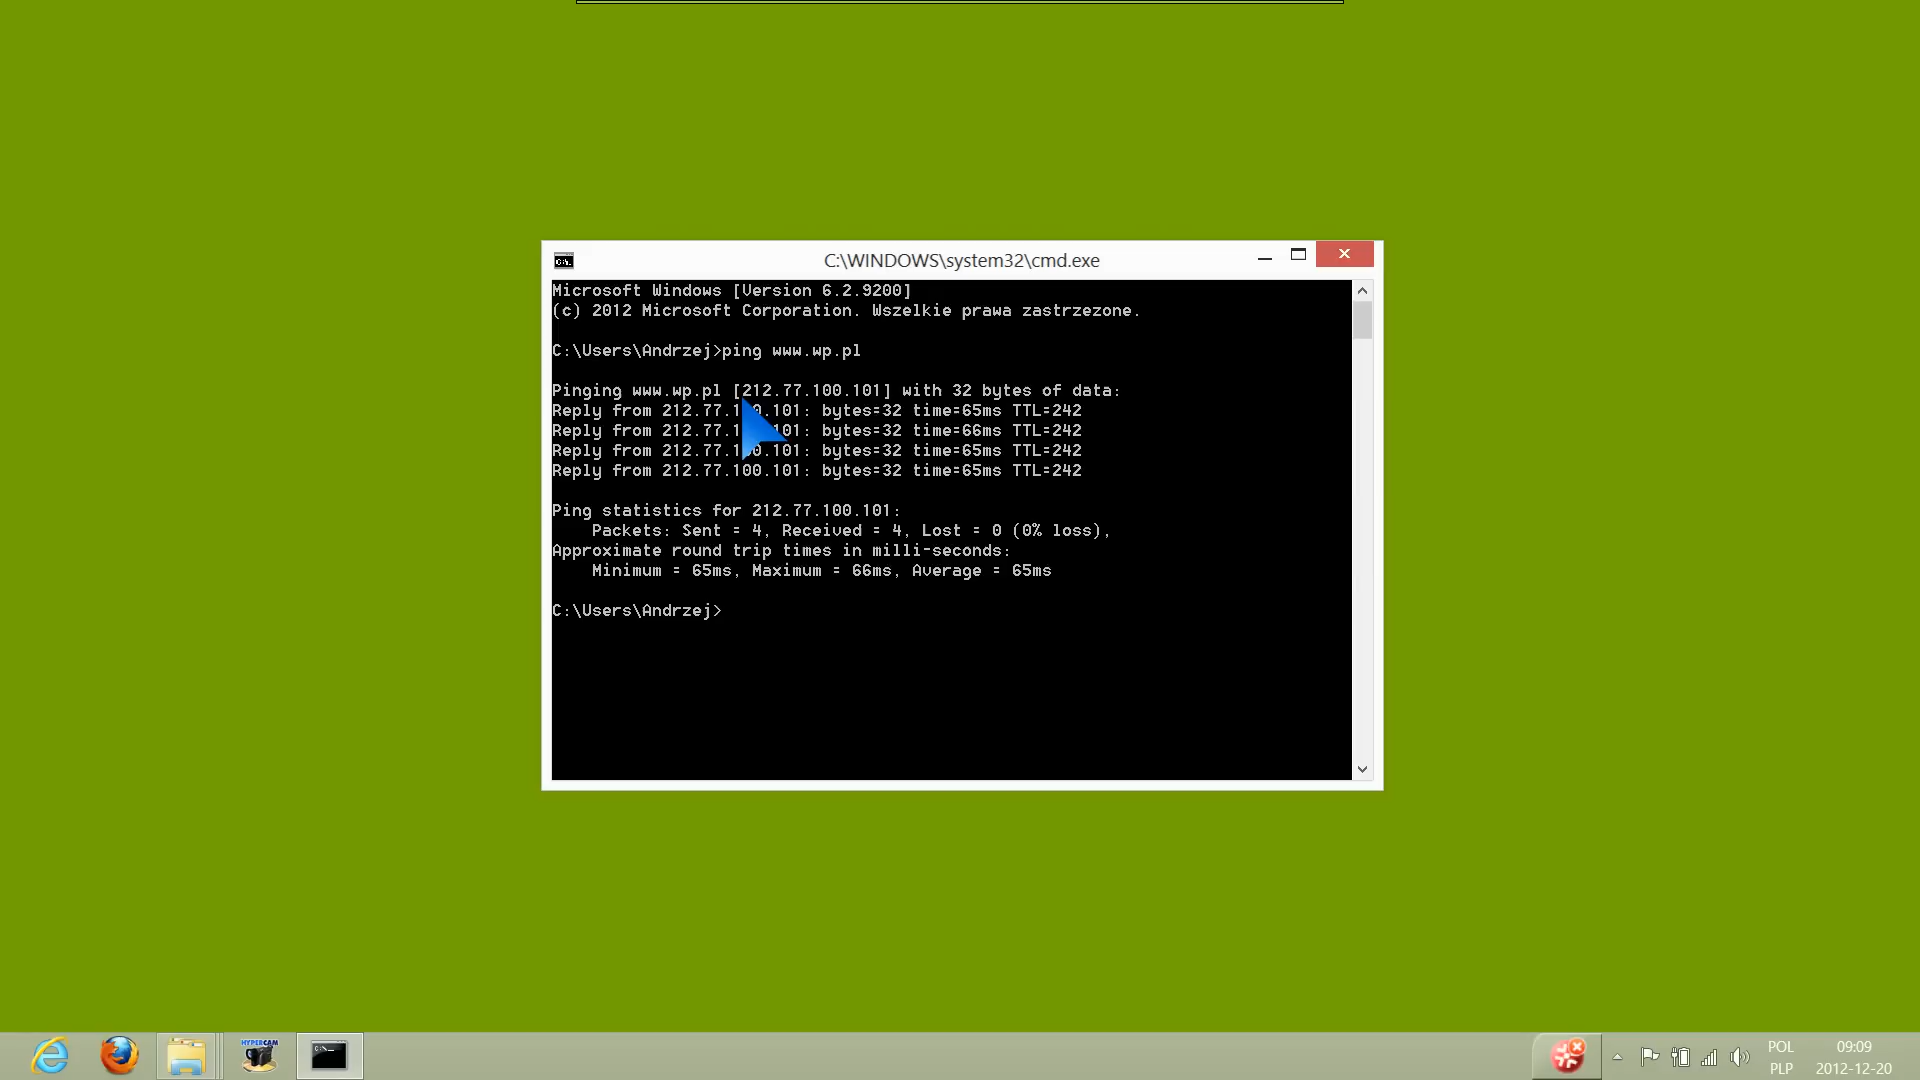 C:\WINDOWS\system32\cmd.exe
Microsoft Windows [Version 6.2.9200]
(c) 2012 Microsoft Corporation. Wszelkie prawa zastrzezone.
C:\Users\Andrzej>ping www.wp.pl
Pinging www.wp.pl [212.77.100.101] with 32 bytes of data:
Reply from 212.77.100.101: bytes=32 time=65ms TTL=242
Reply from 212.77.100.101: bytes=32 time=66ms TTL=242
Reply from 212.77.100.101: bytes=32 time=65ms TTL=242
Reply from 212.77.100.101: bytes=32 time=65ms TTL=242
Ping statistics for 212.77.100.101:
    Packets: Sent = 4, Received = 4, Lost = 0 (0% loss),
Approximate round trip times in milli-seconds:
    Minimum = 65ms, Maximum = 66ms, Average = 65ms
C:\Users\Andrzej>
HYPERCAM
POL
PLP
09:09
2012-12-20